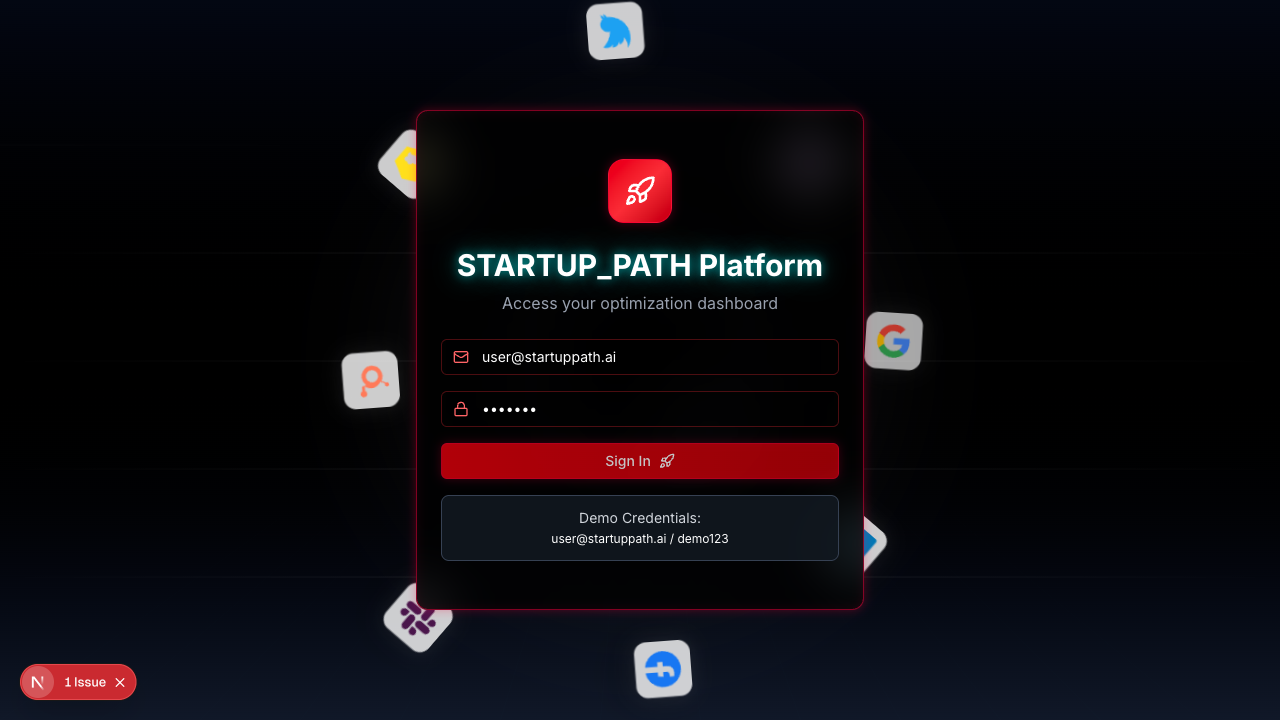 STARTUP_PATH Platform
Access your optimization dashboard
user@startuppath.ai
•••••••
Sign In
Demo Credentials:
user@startuppath.ai / demo123
1 Issue